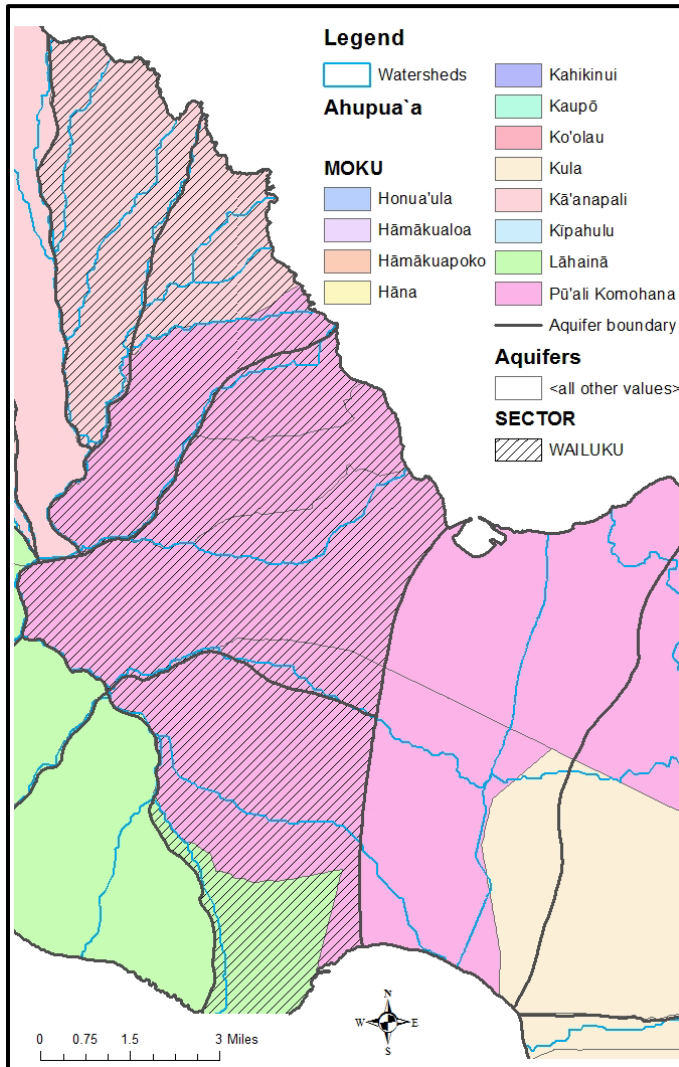 Legend
Watersheds
Ahupua`a
MOKU
Honua'ula
Hāmākualoa
Hāmākuapoko
Hāna
Kahikinui
Kaupō
Ko'olau
Kula
Kā'anapali
Kīpahulu
Lāhainā
Pū'ali Komohana
Aquifer boundary
Aquifers
<all other values>
SECTOR
WAILUKU
N
W E
S
0 0.75 1.5 3 Miles